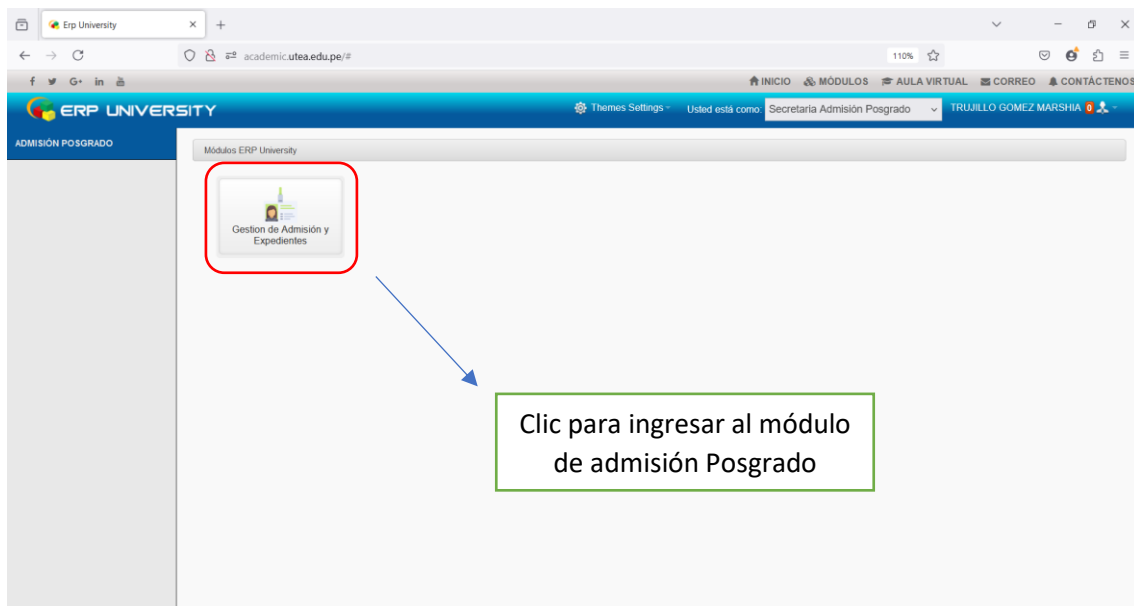 Erp University
academic.utea.edu.pe/#
110%
f G+ in
INICIO MÓDULOS AULA VIRTUAL CORREO CONTÁCTENOS
ERP UNIVERSITY
Themes Settings
Usted está como: Secretaria Admisión Posgrado
TRUJILLO GOMEZ MARSHIA 0
ADMISIÓN POSGRADO
Módulos ERP University
Gestion de Admisión y
Expedientes
Clic para ingresar al módulo
de admisión Posgrado